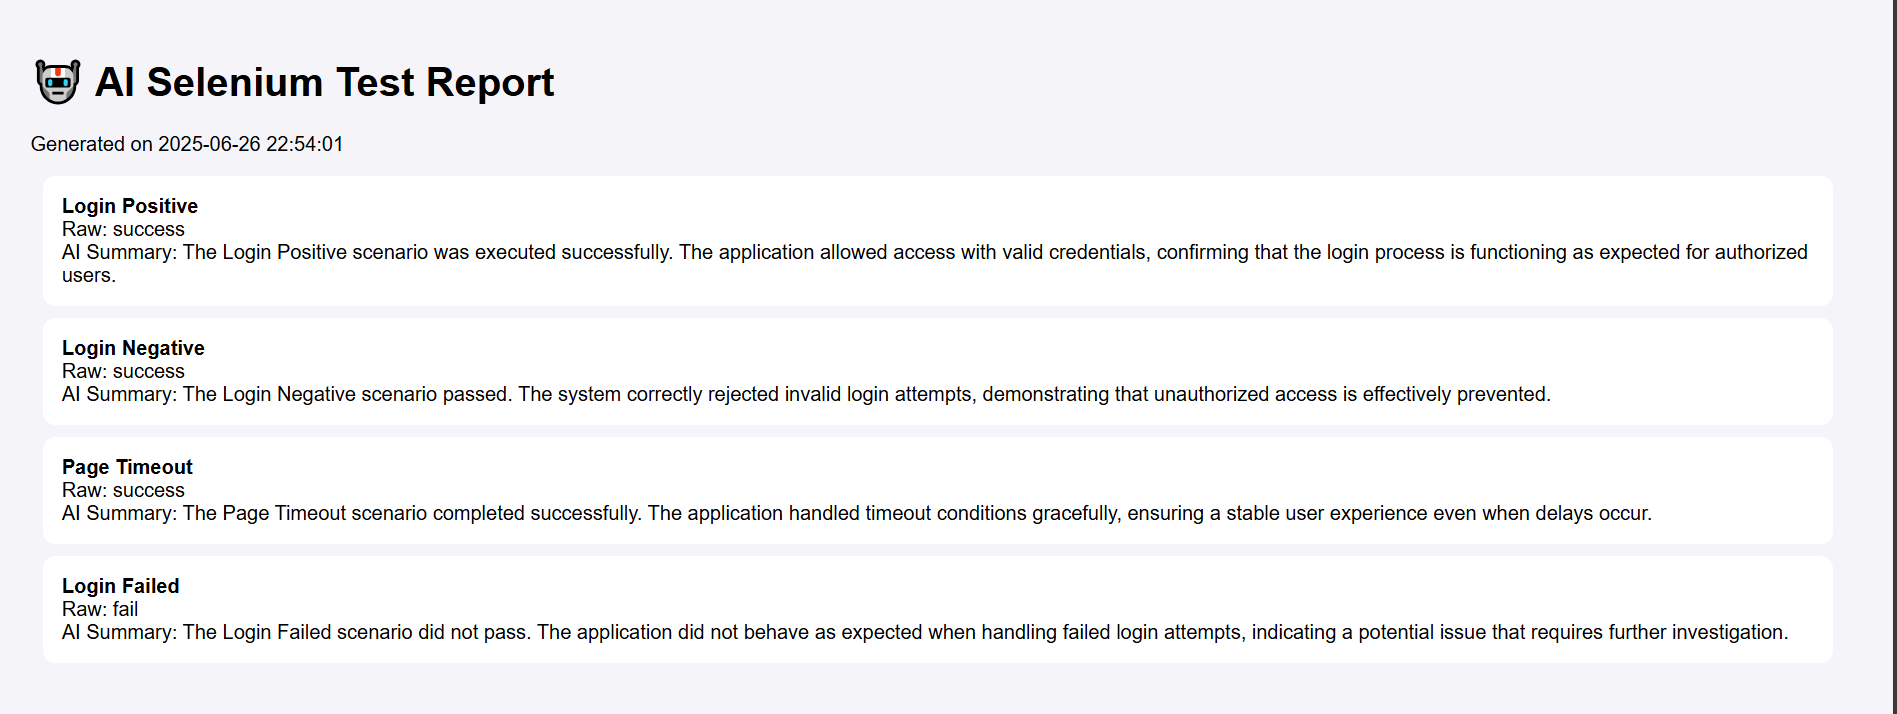 AI Selenium Test Report
Generated on 2025-06-26 22:54:01
Login Positive
Raw: success
AI Summary: The Login Positive scenario was executed successfully. The application allowed access with valid credentials, confirming that the login process is functioning as expected for authorized
users.
Login Negative
Raw: success
AI Summary: The Login Negative scenario passed. The system correctly rejected invalid login attempts, demonstrating that unauthorized access is effectively prevented.
Page Timeout
Raw: success
AI Summary: The Page Timeout scenario completed successfully. The application handled timeout conditions gracefully, ensuring a stable user experience even when delays occur.
Login Failed
Raw: fail
AI Summary: The Login Failed scenario did not pass. The application did not behave as expected when handling failed login attempts, indicating a potential issue that requires further investigation.